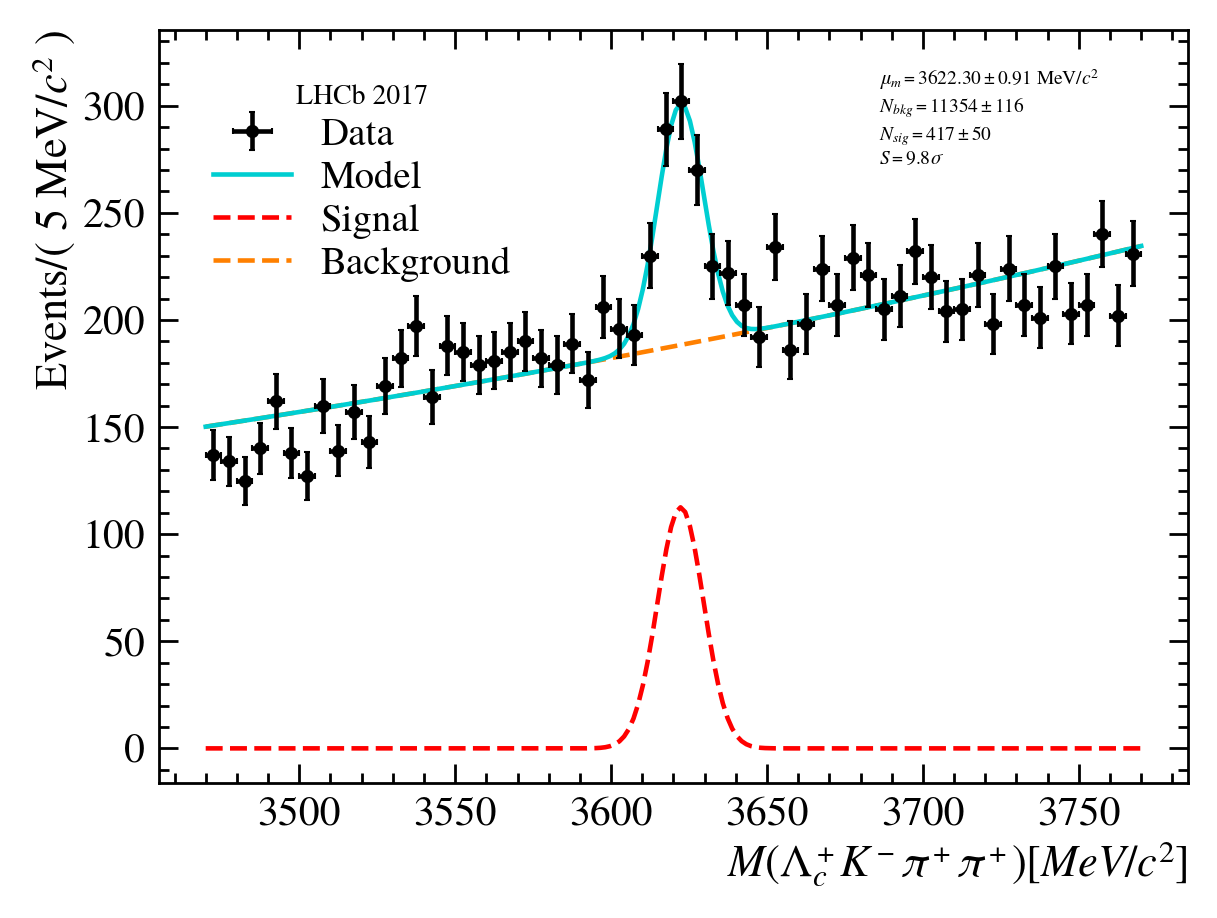 Events/( 5 MeV/c² )
300
250
200
150
100
50
0
LHCb 2017
Data
Model
Signal
Background
μₘ = 3622.30 ± 0.91 MeV/c²
N_bkg = 11354 ± 116
N_sig = 417 ± 50
S = 9.8σ
3500 3550 3600 3650 3700 3750
M(Λ_c⁺K⁻π⁺π⁺)[MeV/c²]